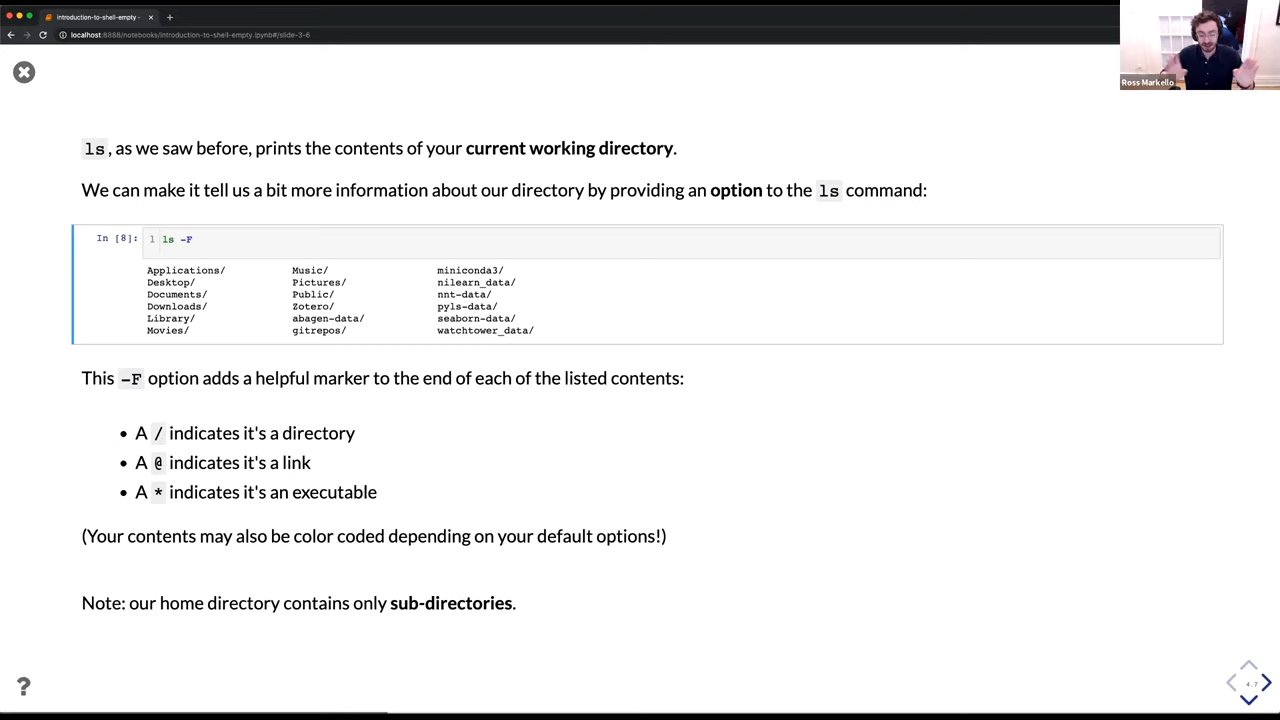 introduction-to-shell-empty -
localhost:8888/notebooks/introduction-to-shell-empty.ipynb#/slide-3-6
Ross Markello
ls, as we saw before, prints the contents of your current working directory.
We can make it tell us a bit more information about our directory by providing an option to the ls command:
In [8]: 1 ls -F
Applications/ Music/ miniconda3/
Desktop/ Pictures/ nilearn_data/
Documents/ Public/ nnt-data/
Downloads/ Zotero/ pyls-data/
Library/ abagen-data/ seaborn-data/
Movies/ gitrepos/ watchtower_data/
This -F option adds a helpful marker to the end of each of the listed contents:
• A / indicates it's a directory
• A @ indicates it's a link
• A * indicates it's an executable
(Your contents may also be color coded depending on your default options!)
Note: our home directory contains only sub-directories.
?
4.7